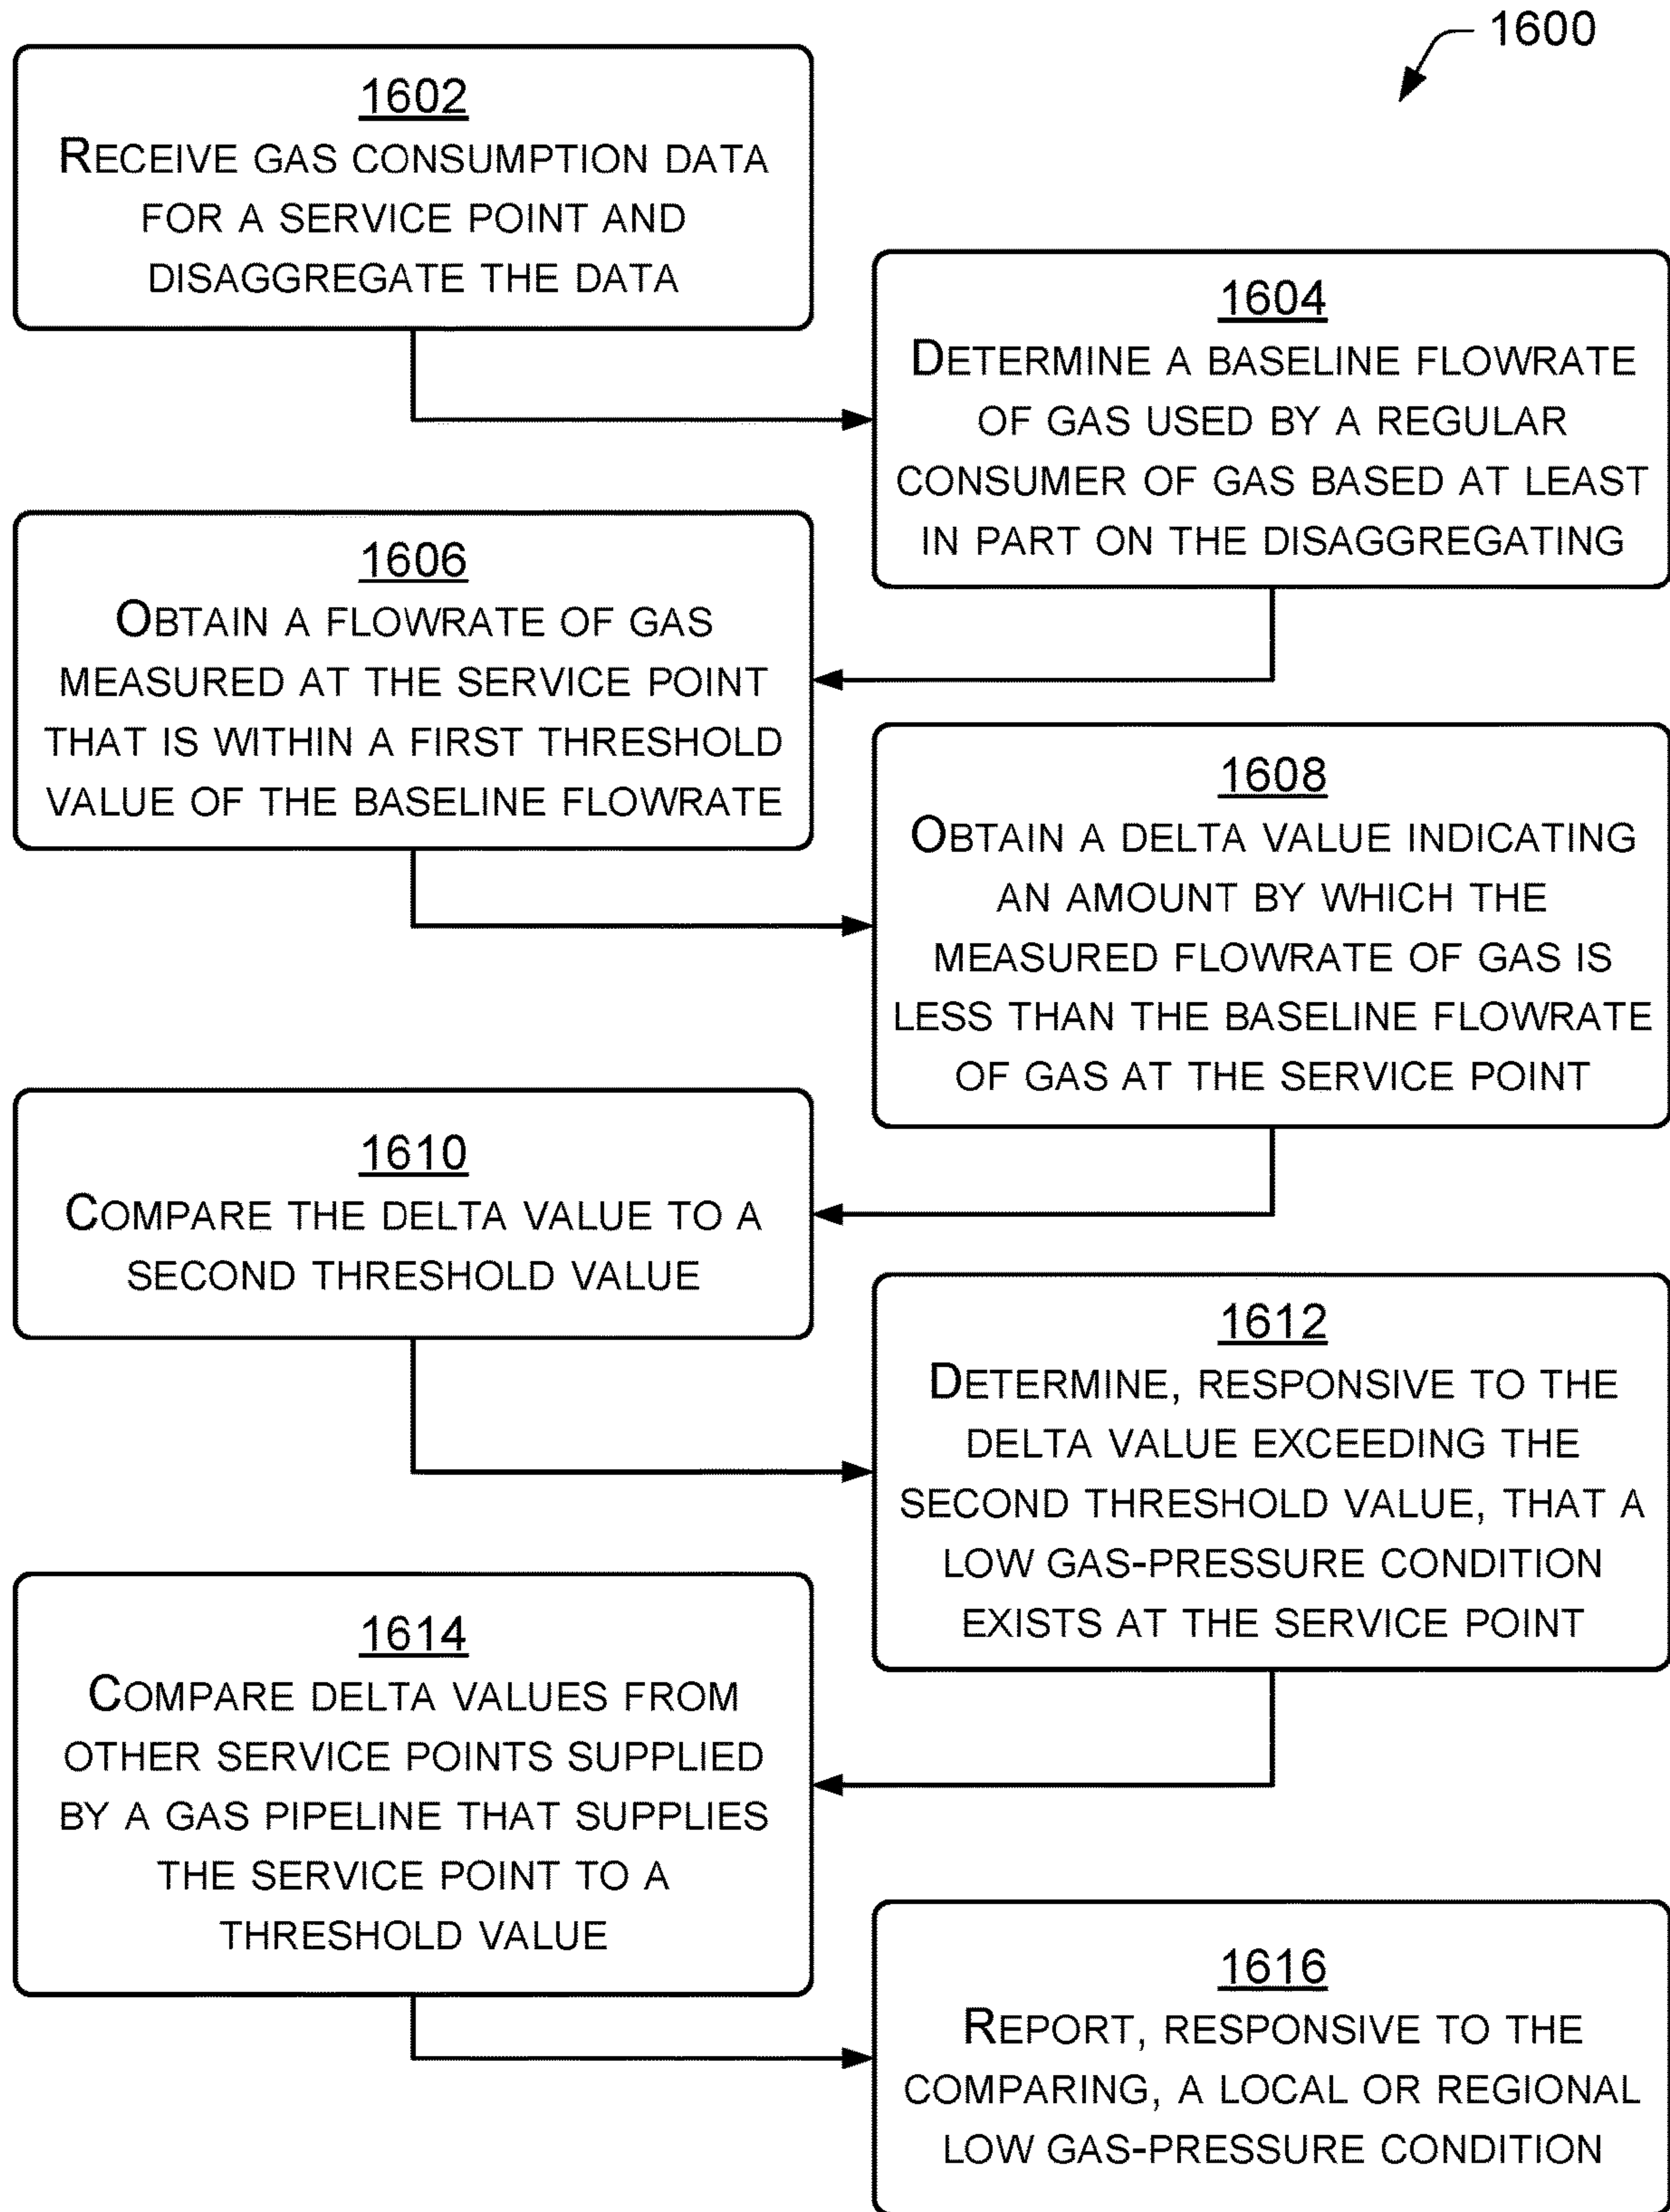 1600
1602
RECEIVE GAS CONSUMPTION DATA
FOR A SERVICE POINT AND
DISAGGREGATE THE DATA
1604
DETERMINE A BASELINE FLOWRATE
OF GAS USED BY A REGULAR
CONSUMER OF GAS BASED AT LEAST
IN PART ON THE DISAGGREGATING
1606
OBTAIN A FLOWRATE OF GAS
MEASURED AT THE SERVICE POINT
THAT IS WITHIN A FIRST THRESHOLD
VALUE OF THE BASELINE FLOWRATE
1608
OBTAIN A DELTA VALUE INDICATING
AN AMOUNT BY WHICH THE
MEASURED FLOWRATE OF GAS IS
LESS THAN THE BASELINE FLOWRATE
OF GAS AT THE SERVICE POINT
1610
COMPARE THE DELTA VALUE TO A
SECOND THRESHOLD VALUE
1612
DETERMINE, RESPONSIVE TO THE
DELTA VALUE EXCEEDING THE
SECOND THRESHOLD VALUE, THAT A
LOW GAS-PRESSURE CONDITION
EXISTS AT THE SERVICE POINT
1614
COMPARE DELTA VALUES FROM
OTHER SERVICE POINTS SUPPLIED
BY A GAS PIPELINE THAT SUPPLIES
THE SERVICE POINT TO A
THRESHOLD VALUE
1616
REPORT, RESPONSIVE TO THE
COMPARING, A LOCAL OR REGIONAL
LOW GAS-PRESSURE CONDITION